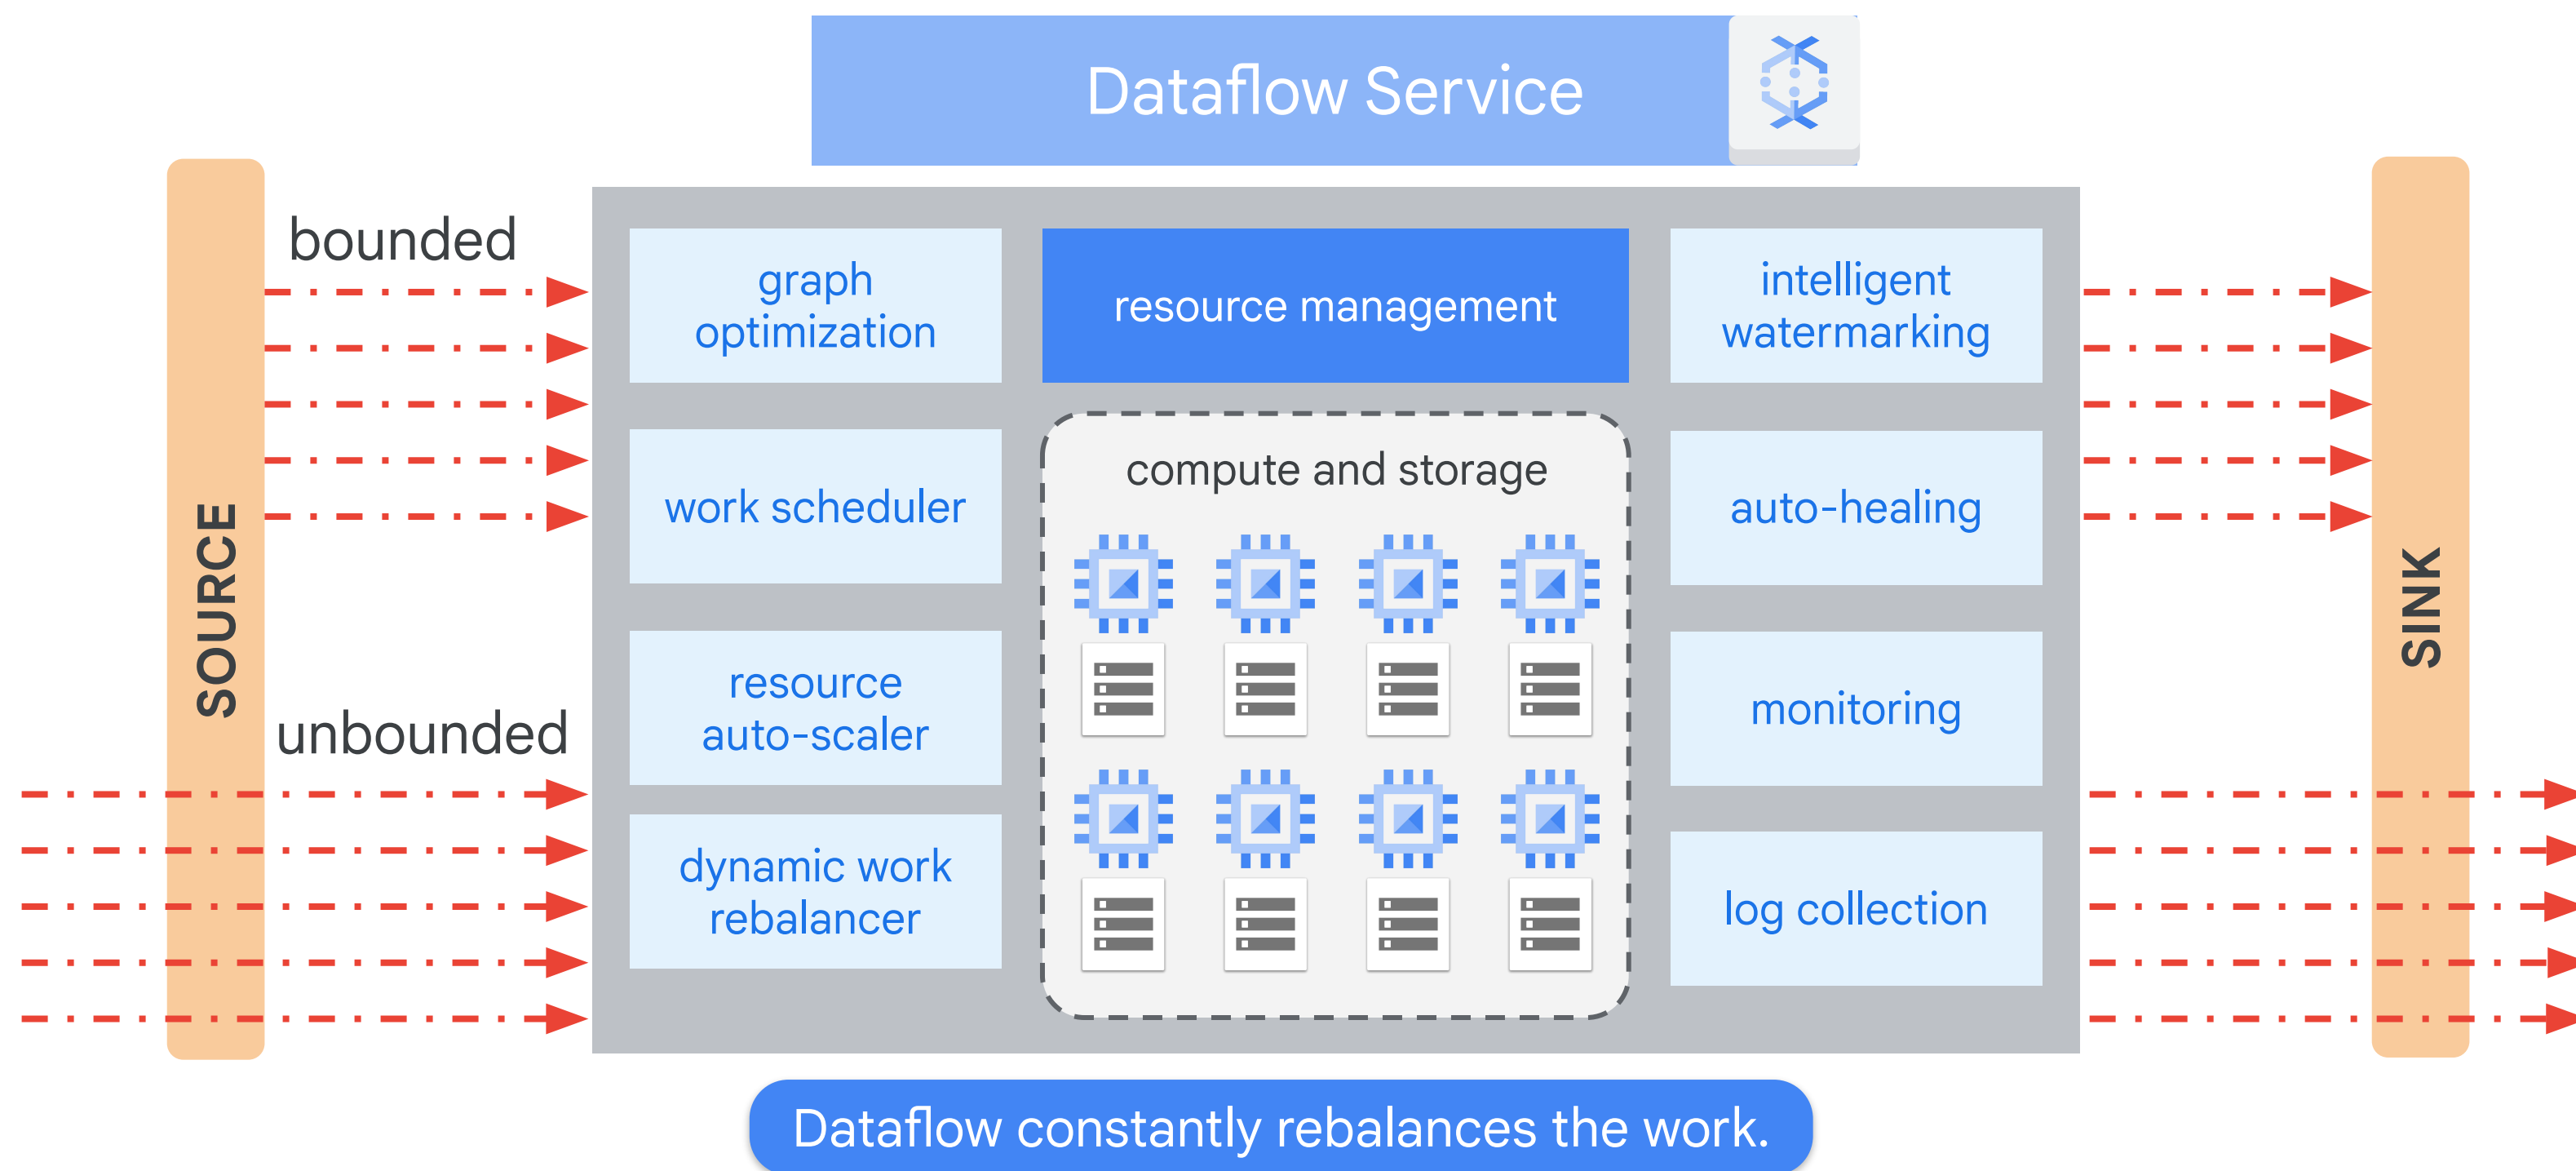 Dataflow Service
SOURCE
bounded
unbounded
graph
optimization
work scheduler
resource
auto-scaler
dynamic work
rebalancer
resource management
compute and storage
intelligent
watermarking
auto-healing
monitoring
log collection
SINK
Dataflow constantly rebalances the work.